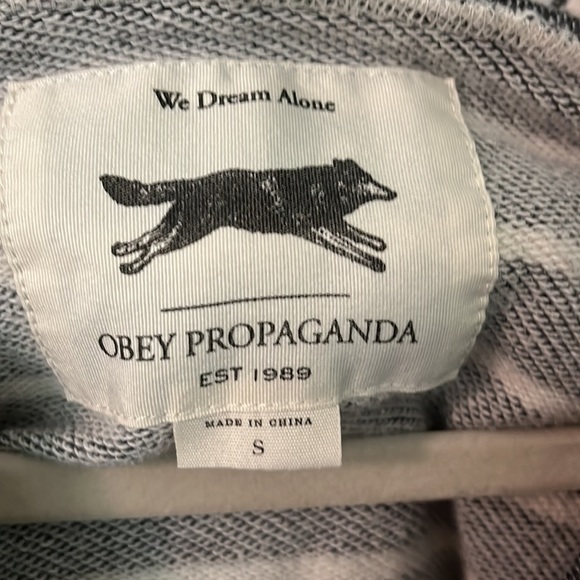 We Dream Alone
OBEY PROPAGANDA
EST 1989
MADE IN CHINA
S